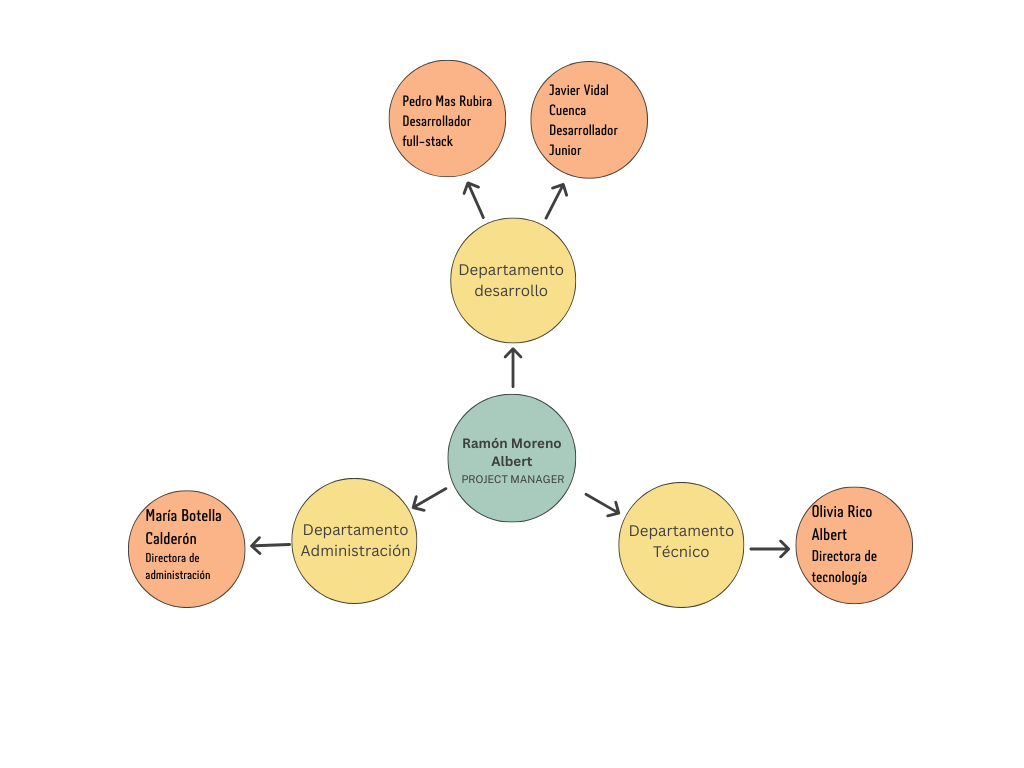 Pedro Mas Rubira
Desarrollador
full-stack
Javier Vidal
Cuenca
Desarrollador
Junior
Departamento
desarrollo
Ramón Moreno
Albert
PROJECT MANAGER
María Botella
Calderón
Directora de
administración
Departamento
Administración
Departamento
Técnico
Olivia Rico
Albert
Directora de
tecnología